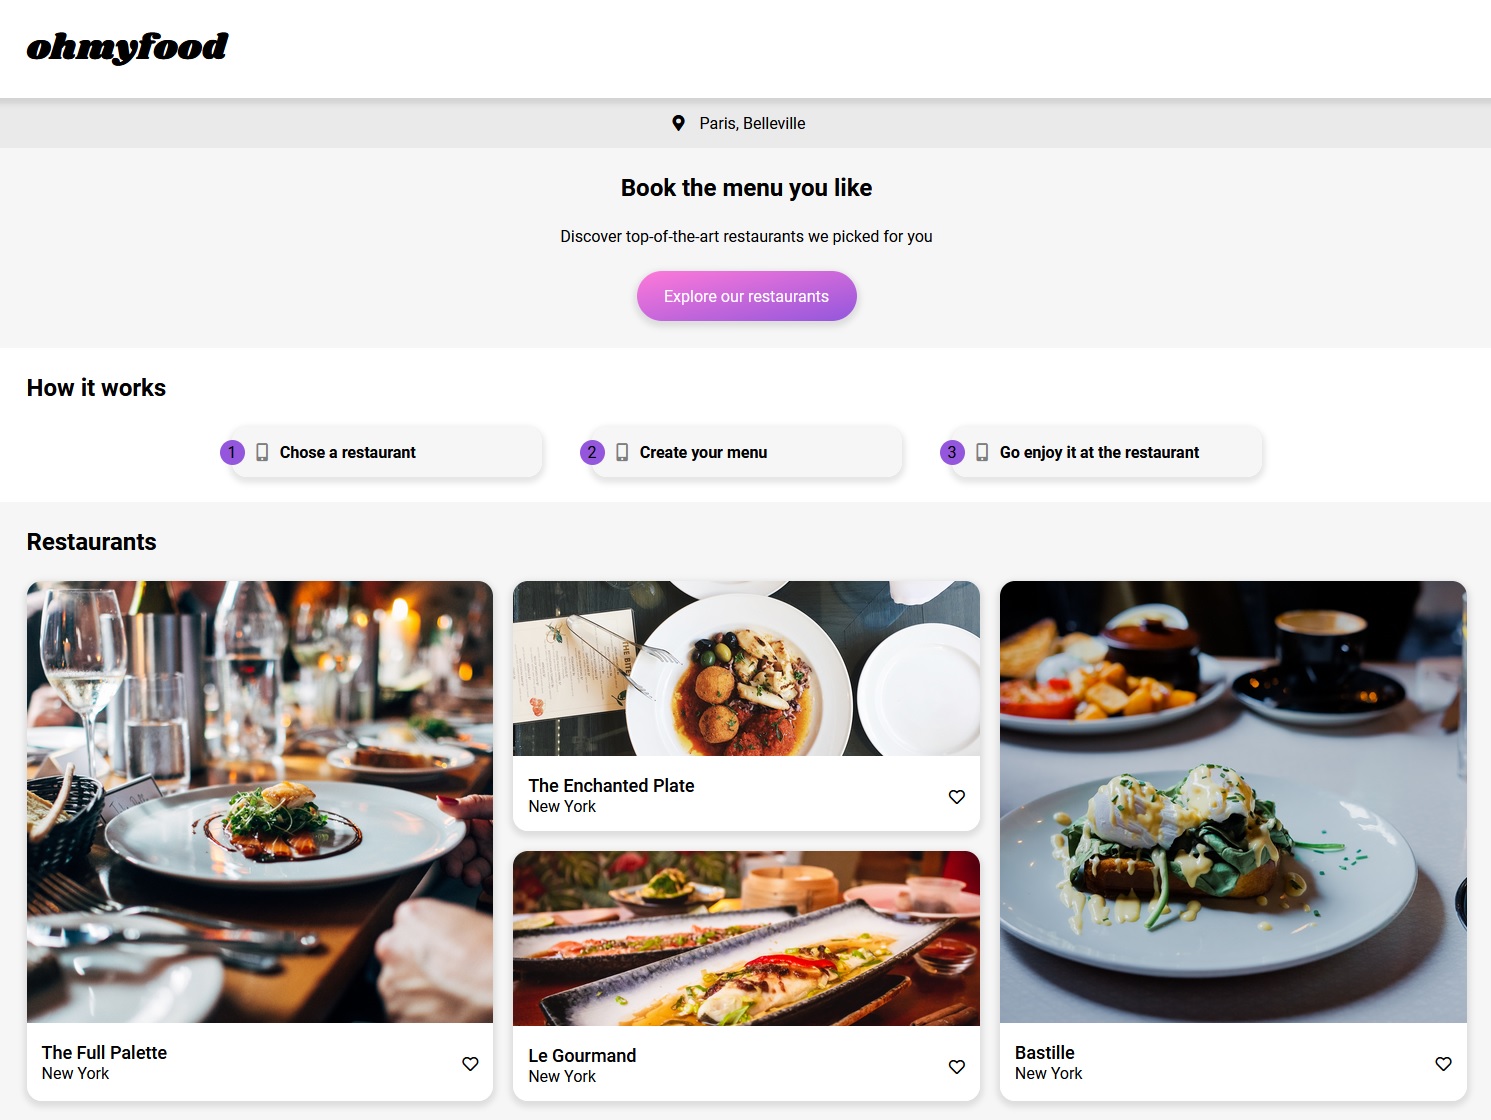 ohmyfood
Paris, Belleville
Book the menu you like
Discover top-of-the-art restaurants we picked for you
Explore our restaurants
How it works
1 Chose a restaurant
2 Create your menu
3 Go enjoy it at the restaurant
Restaurants
THE BITE
The Full Palette
New York
The Enchanted Plate
New York
Le Gourmand
New York
Bastille
New York